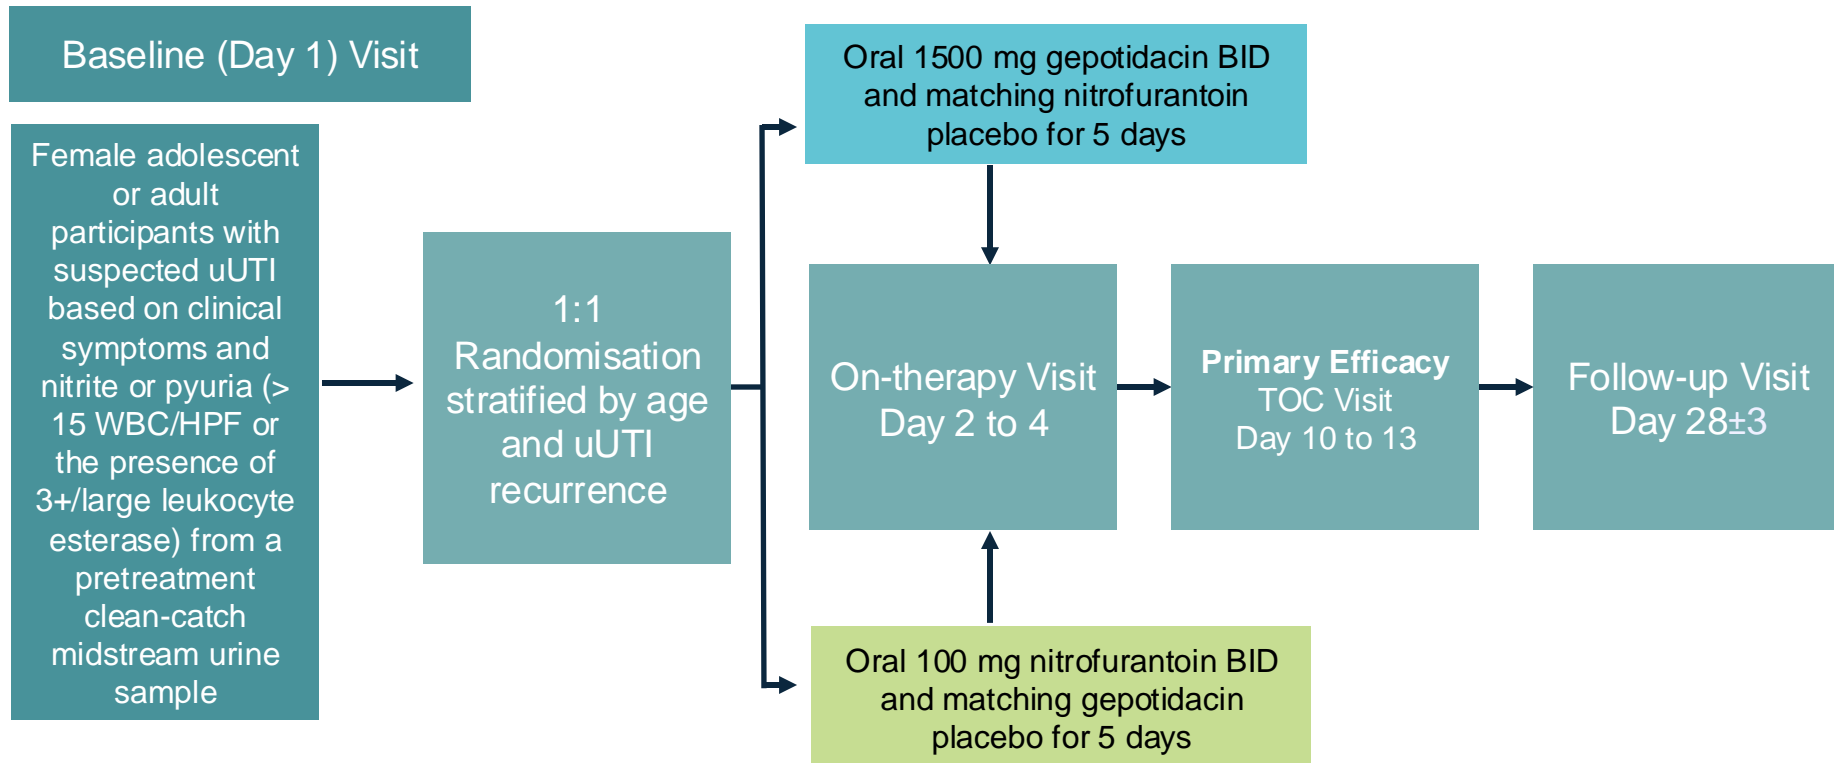 Baseline (Day 1) Visit
Female adolescent
or adult
participants with
suspected uUTI
based on clinical
symptoms and
nitrite or pyuria (>
15 WBC/HPF or
the presence of
3+/large leukocyte
esterase) from a
pretreatment
clean-catch
midstream urine
sample
1:1
Randomisation
stratified by age
and uUTI
recurrence
Oral 1500 mg gepotidacin BID
and matching nitrofurantoin
placebo for 5 days
Oral 100 mg nitrofurantoin BID
and matching gepotidacin
placebo for 5 days
On-therapy Visit
Day 2 to 4
Primary Efficacy
TOC Visit
Day 10 to 13
Follow-up Visit
Day 28±3